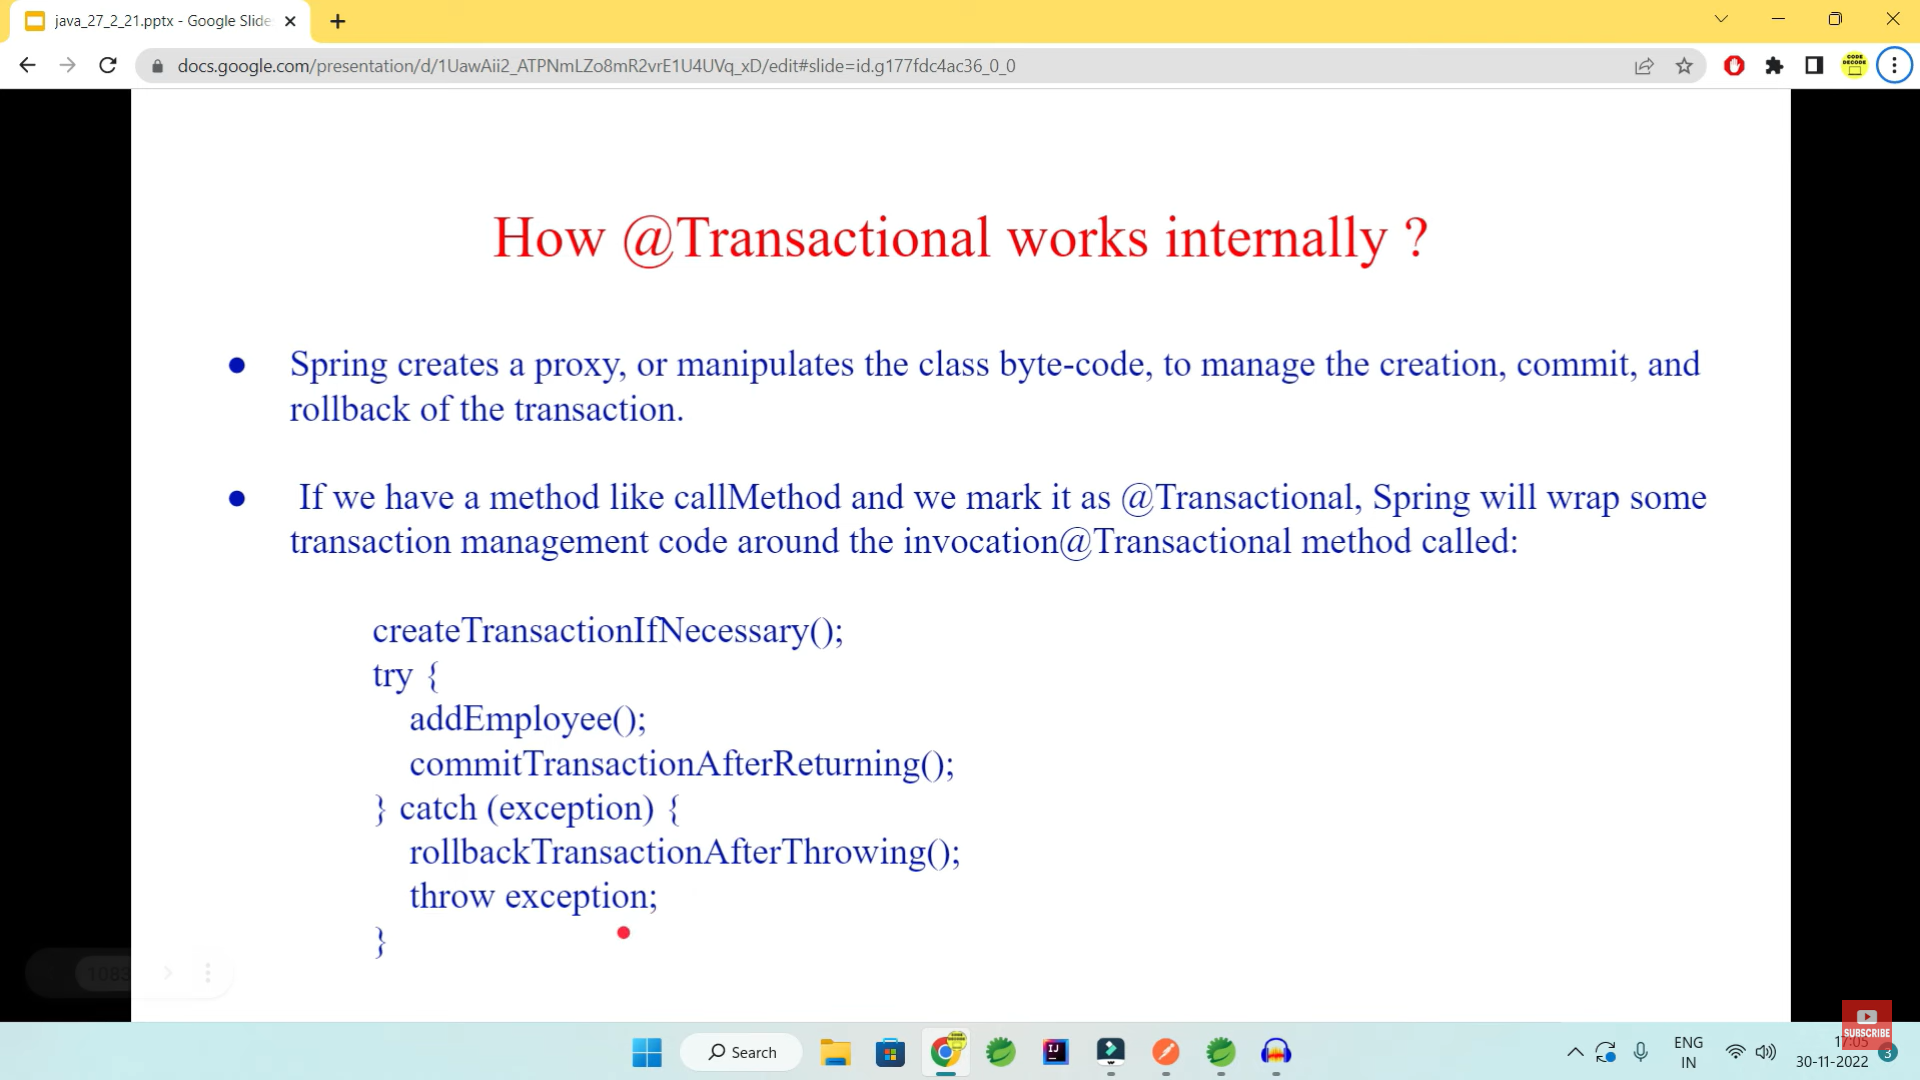 java_27_2_21.pptx - Google Slide
docs.google.com/presentation/d/1UawAii2_ATPNmLZo8mR2vrE1U4UVq_xD/edit#slide=id.g177fdc4ac36_0_0
CODE
DECODE
How @Transactional works internally ?
● Spring creates a proxy, or manipulates the class byte-code, to manage the creation, commit, and
rollback of the transaction.
● If we have a method like callMethod and we mark it as @Transactional, Spring will wrap some
transaction management code around the invocation@Transactional method called:
createTransactionIfNecessary();
try {
addEmployee();
commitTransactionAfterReturning();
} catch (exception) {
rollbackTransactionAfterThrowing();
throw exception;
}
SUBSCRIBE
Search
IJ
ENG
IN
17:05
30-11-2022
3